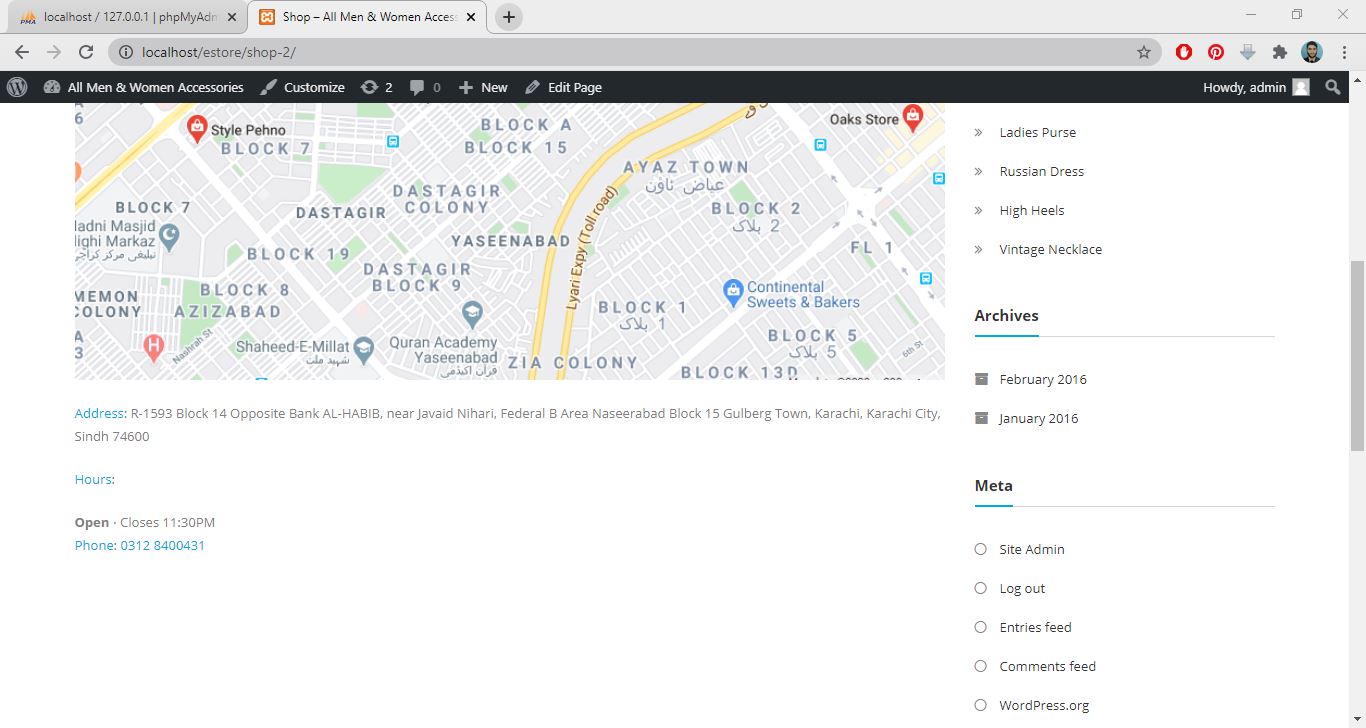 localhost / 127.0.0.1 | phpMyAdm
Shop – All Men & Women Access
localhost/estore/shop-2/
All Men & Women Accessories
Customize
2
0
New
Edit Page
Howdy, admin
6
Style Pehno
BLOCK 7
BLOCK A
BLOCK 15
Oaks Store
AYAZ TOWN
عباس ٹاؤن
DASTAGIR
COLONY
DASTAGIR
BLOCK 7
BLOCK 2
بلاک 2
adni Masjid
lighi Markaz
تبلیغی مرکز کراچ
YASEENABAD
BLOCK 19
FL 1
DASTAGIR
BLOCK 9
Lyari Expy (Toll road)
BLOCK 8
AZIZABAD
MEMON
COLONY
Continental
Sweets & Bakers
BLOCK 1
بلاک 1
A
3
Nashrah St
Shaheed-E-Millat
شہید ملت
Quran Academy
Yaseenabad
قرآن اکیڈمی
BLOCK 5
بلاک 5
6th St
ZIA COLONY
BLOCK 13D
Address: R-1593 Block 14 Opposite Bank AL-HABIB, near Javaid Nihari, Federal B Area Naseerabad Block 15 Gulberg Town, Karachi, Karachi City,
Sindh 74600
Hours:
Open · Closes 11:30PM
Phone: 0312 8400431
Ladies Purse
Russian Dress
High Heels
Vintage Necklace
Archives
February 2016
January 2016
Meta
Site Admin
Log out
Entries feed
Comments feed
WordPress.org